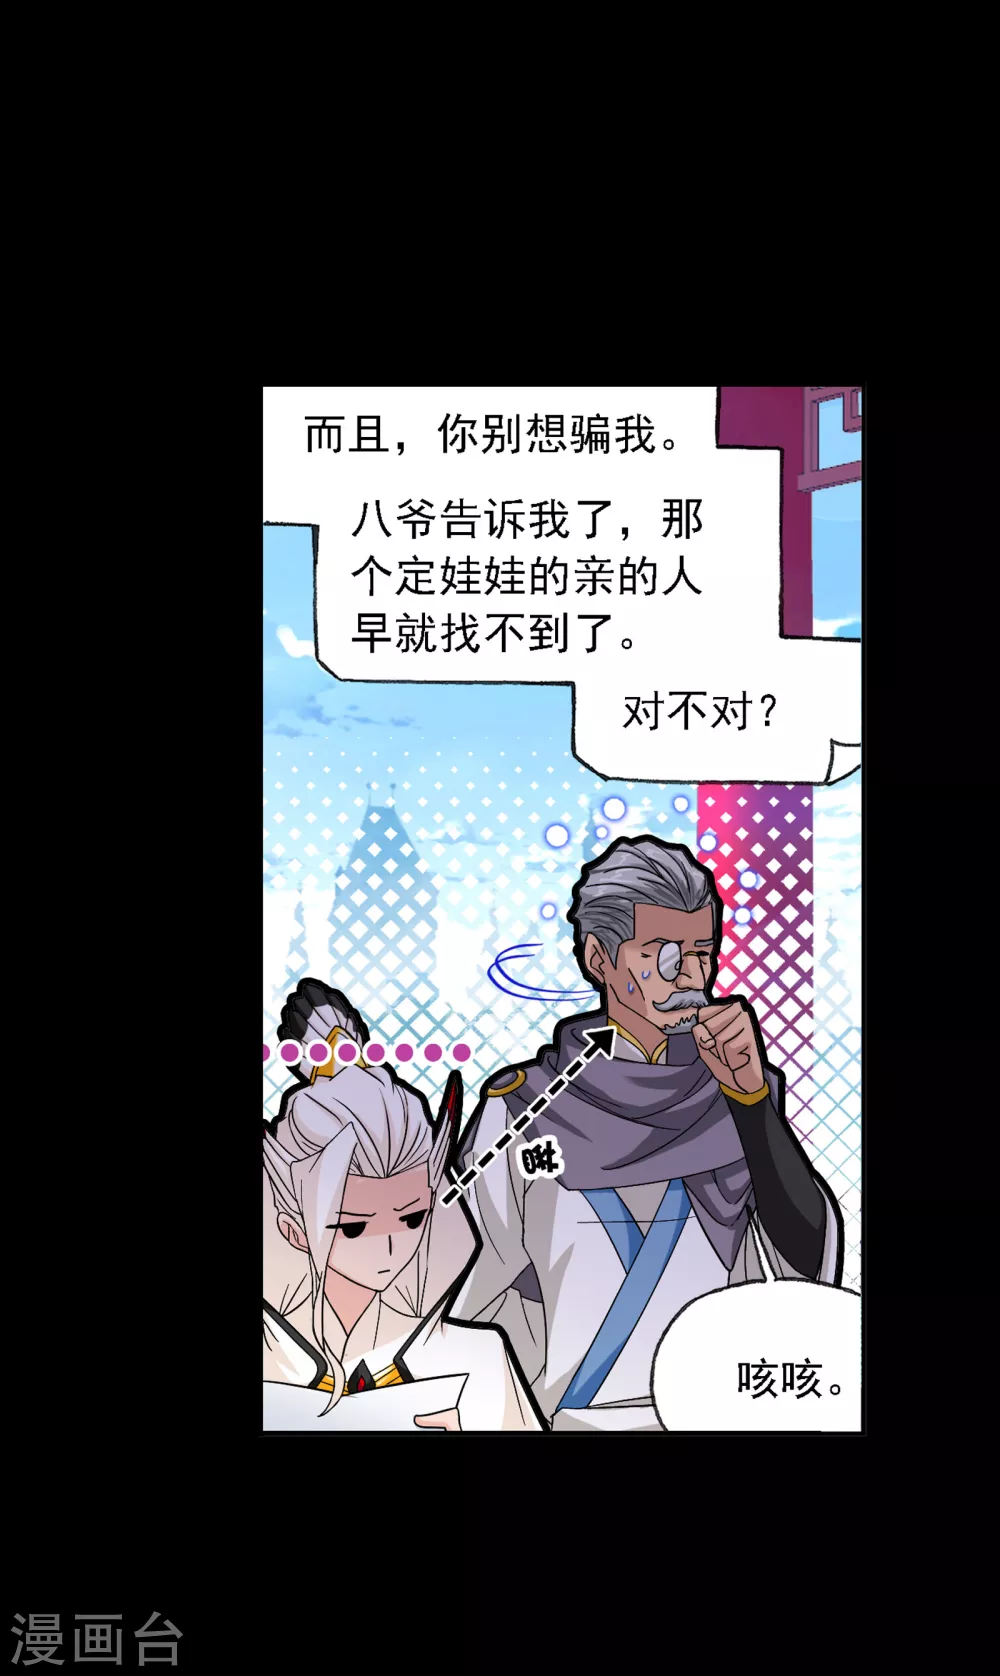 而且，你别想骗我。
八爷告诉我了，那
个定娃娃的亲的人
早就找不到了。
对不对？
咳咳。
漫画台